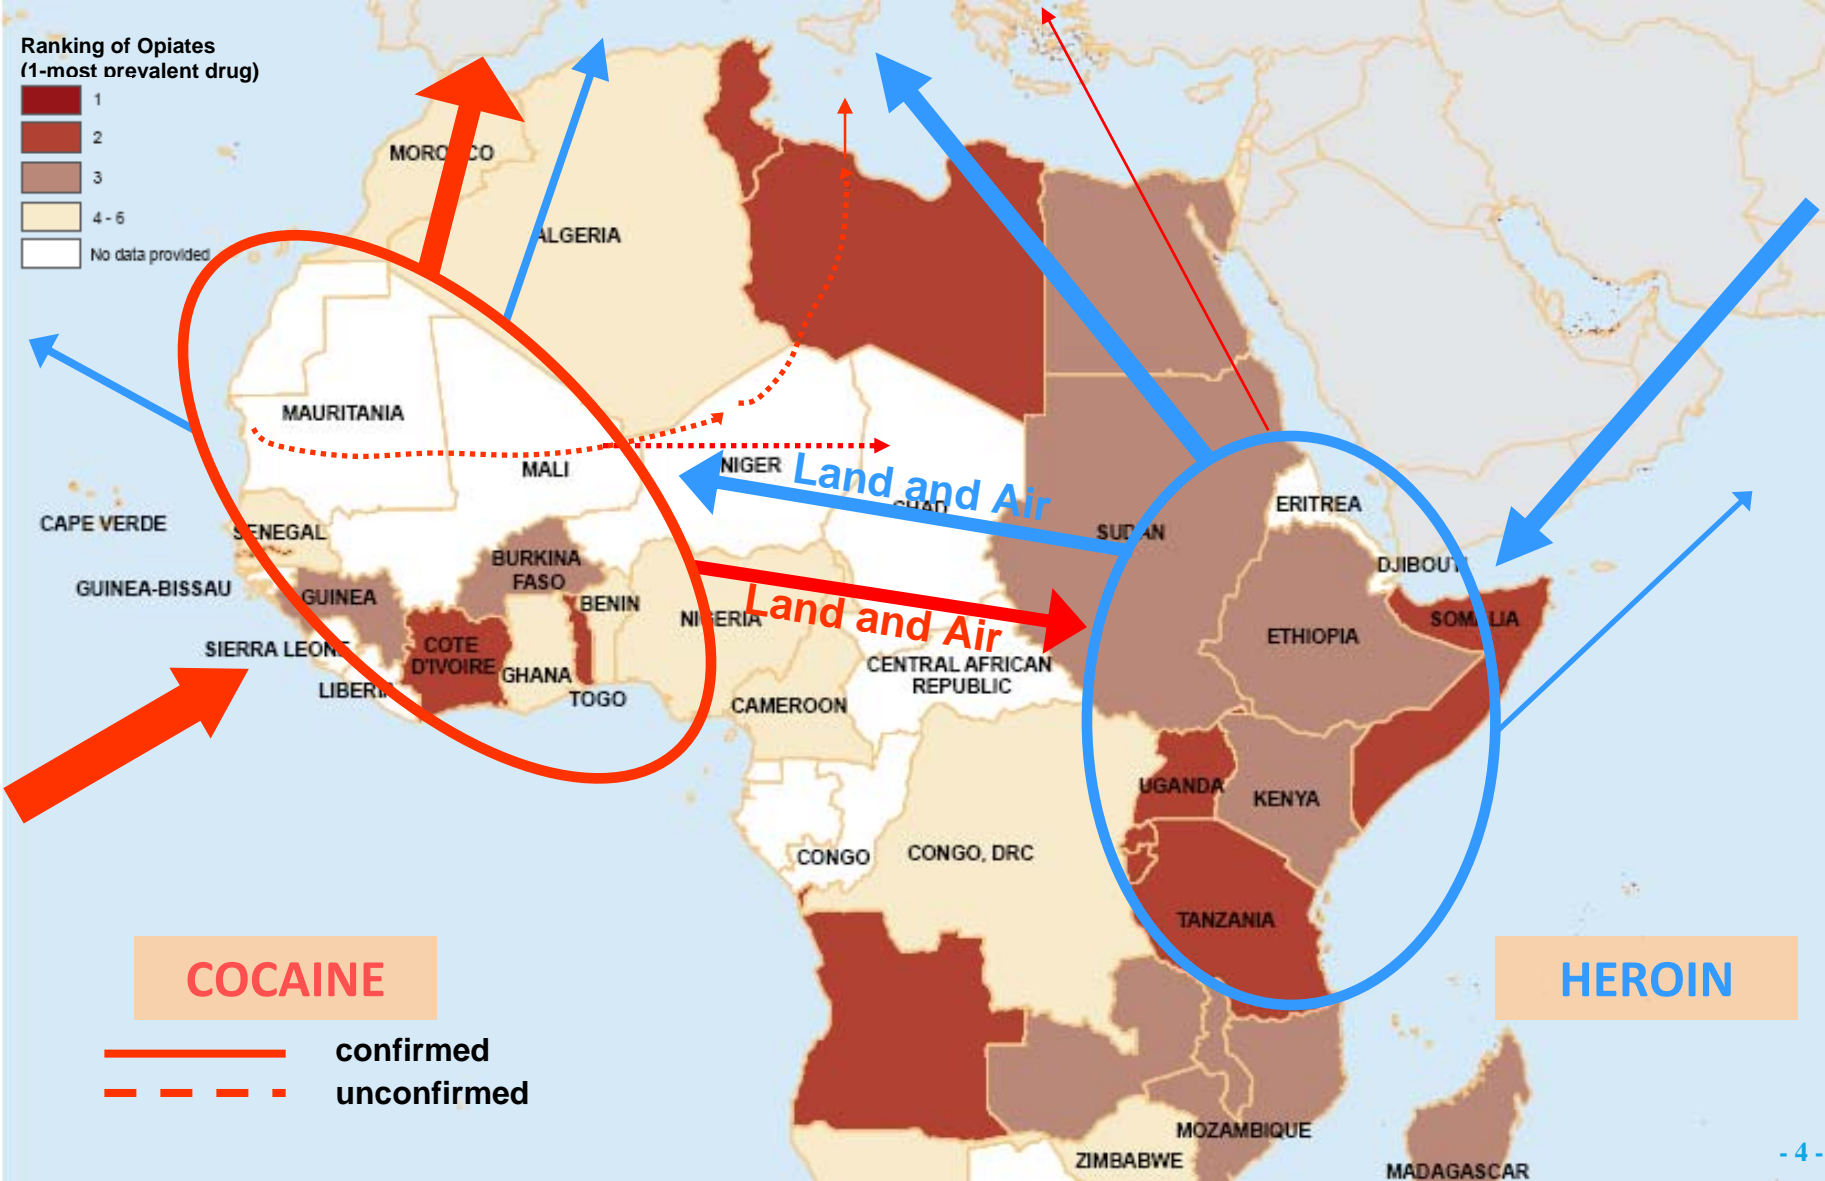 Ranking of Opiates
(1-most prevalent drug)
1
2
3
4 - 6
No data provided
MOROCCO
ALGERIA
MAURITANIA
MALI
NIGER
Land and Air
CHAD
SUDAN
ERITREA
CAPE VERDE
SENEGAL
DJIBOUTI
BURKINA
FASO
GUINEA-BISSAU
GUINEA
BENIN
NIGERIA
Land and Air
SOMALIA
ETHIOPIA
SIERRA LEONE
COTE
D'IVOIRE
GHANA
CENTRAL AFRICAN
REPUBLIC
LIBERIA
TOGO
CAMEROON
UGANDA
KENYA
CONGO
CONGO, DRC
TANZANIA
COCAINE
HEROIN
confirmed
unconfirmed
MOZAMBIQUE
ZIMBABWE
MADAGASCAR
- 4 -